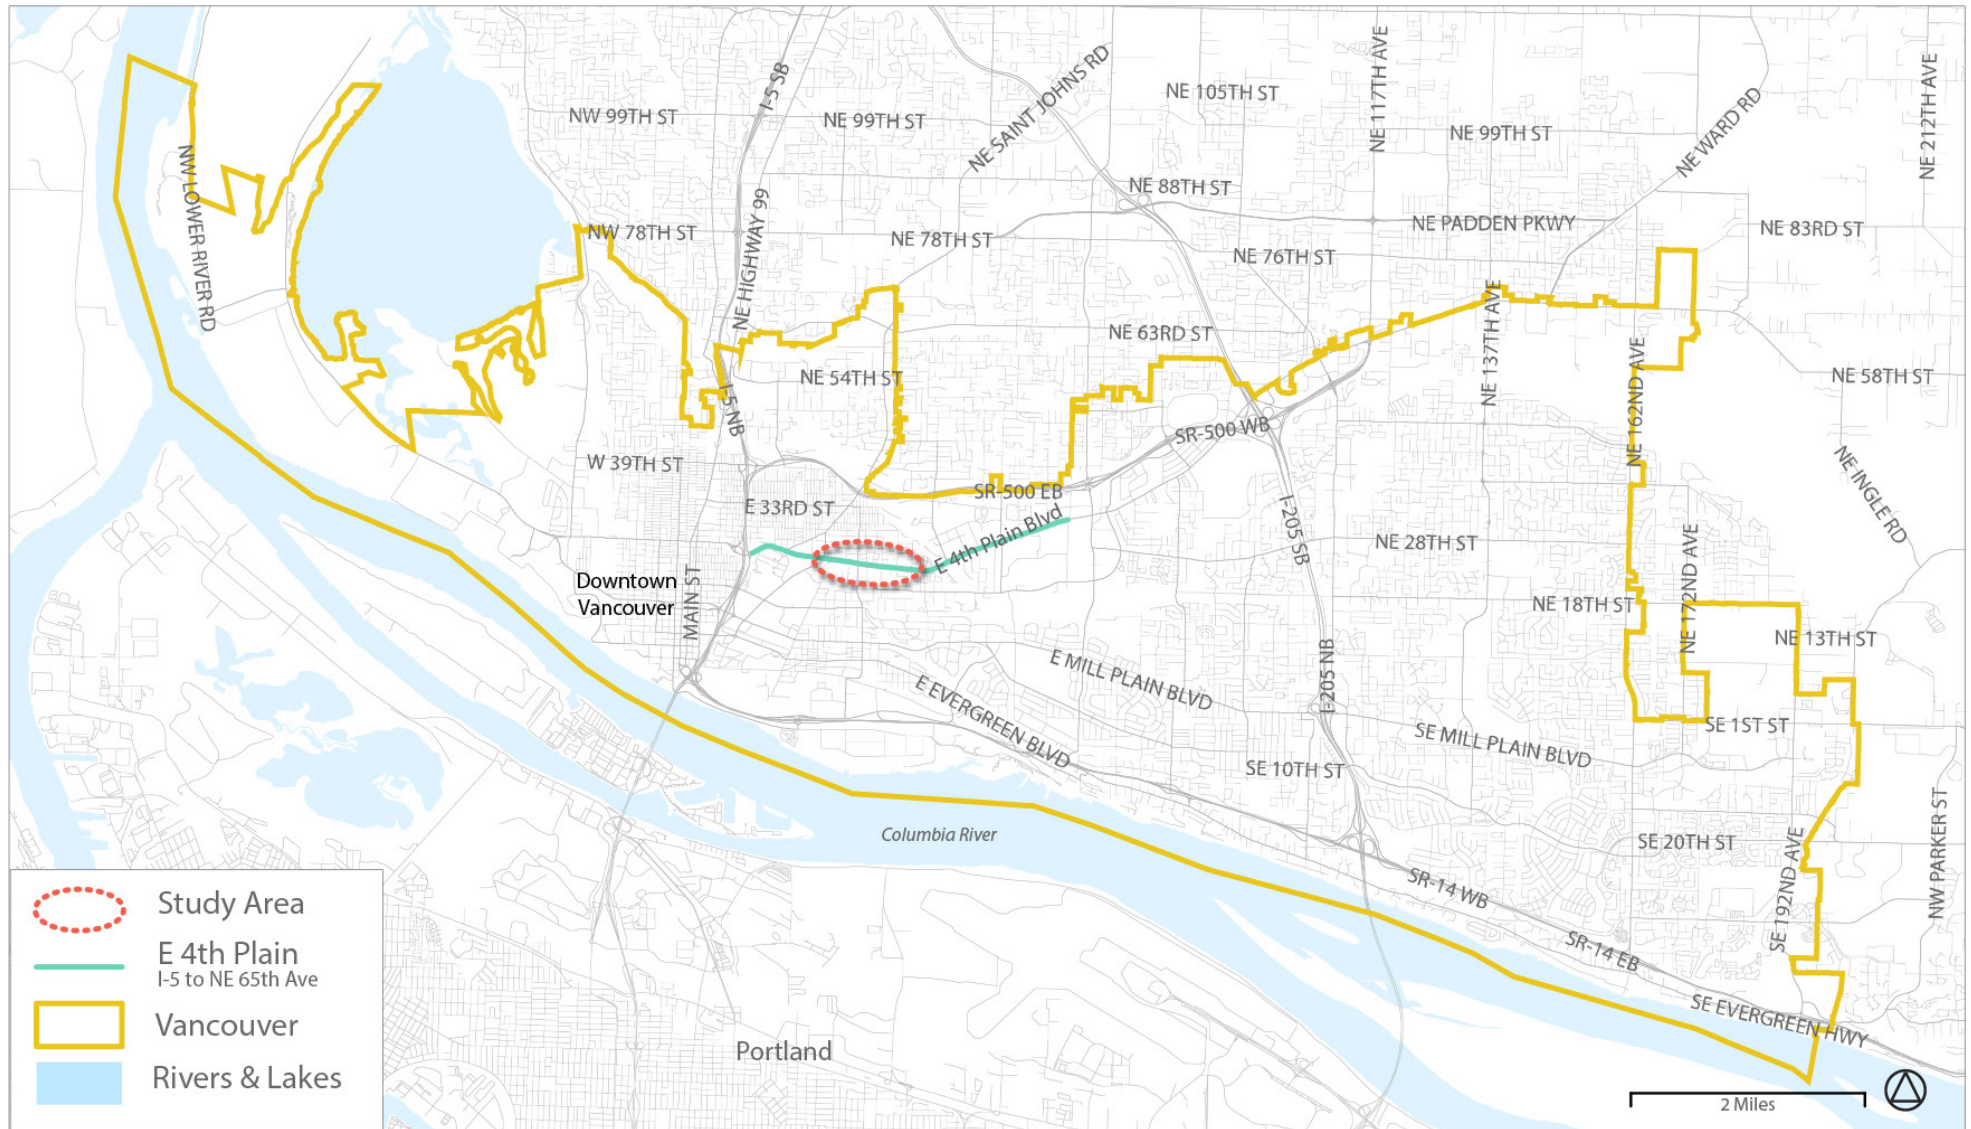 I-5 SB
NE SAINT JOHNS RD
NE 117TH AVE
NE 212TH AVE
NE 105TH ST
NE WARD RD
NW 99TH ST
NE 99TH ST
NE 99TH ST
NW LOWER RIVER RD
NE 88TH ST
NE HIGHWAY 99
NW 78TH ST
NE 78TH ST
NE PADDEN PKWY
NE 83RD ST
NE 76TH ST
NE 137TH AVE
NE 63RD ST
NE 162ND AVE
NE 54TH ST
NE 58TH ST
I-5 NB
SR-500 WB
W 39TH ST
NE INGLE RD
SR-500 EB
E 33RD ST
I-205 SB
E 4th Plain Blvd
NE 28TH ST
NE 172ND AVE
Downtown
Vancouver
MAIN ST
NE 18TH ST
NE 13TH ST
E MILL PLAIN BLVD
I-205 NB
E EVERGREEN BLVD
SE 1ST ST
SE MILL PLAIN BLVD
SE 10TH ST
Columbia River
SE 20TH ST
SE 192ND AVE
NW PARKER ST
SR-14 WB
SR-14 EB
SE EVERGREEN HWY
Portland
Study Area
E 4th Plain
I-5 to NE 65th Ave
Vancouver
Rivers & Lakes
2 Miles